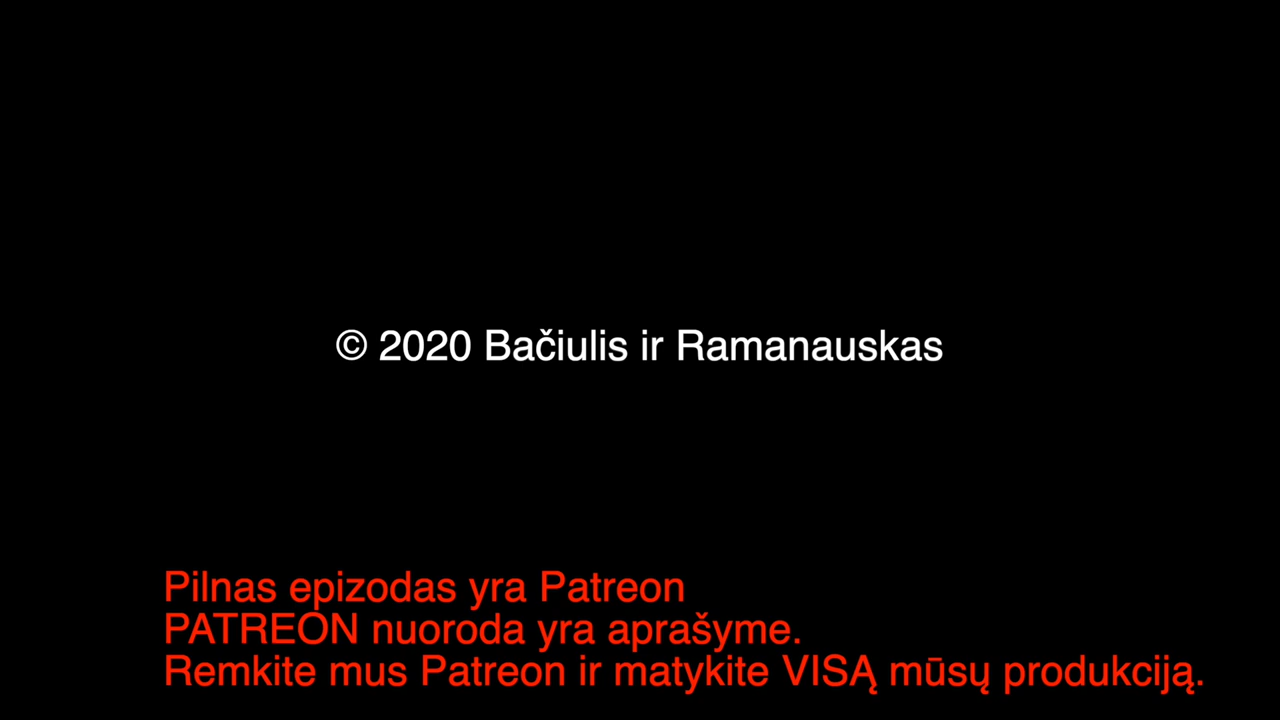 © 2020 Bačiulis ir Ramanauskas
Pilnas epizodas yra Patreon
PATREON nuoroda yra aprašyme.
Remkite mus Patreon ir matykite VISĄ mūsų produkciją.